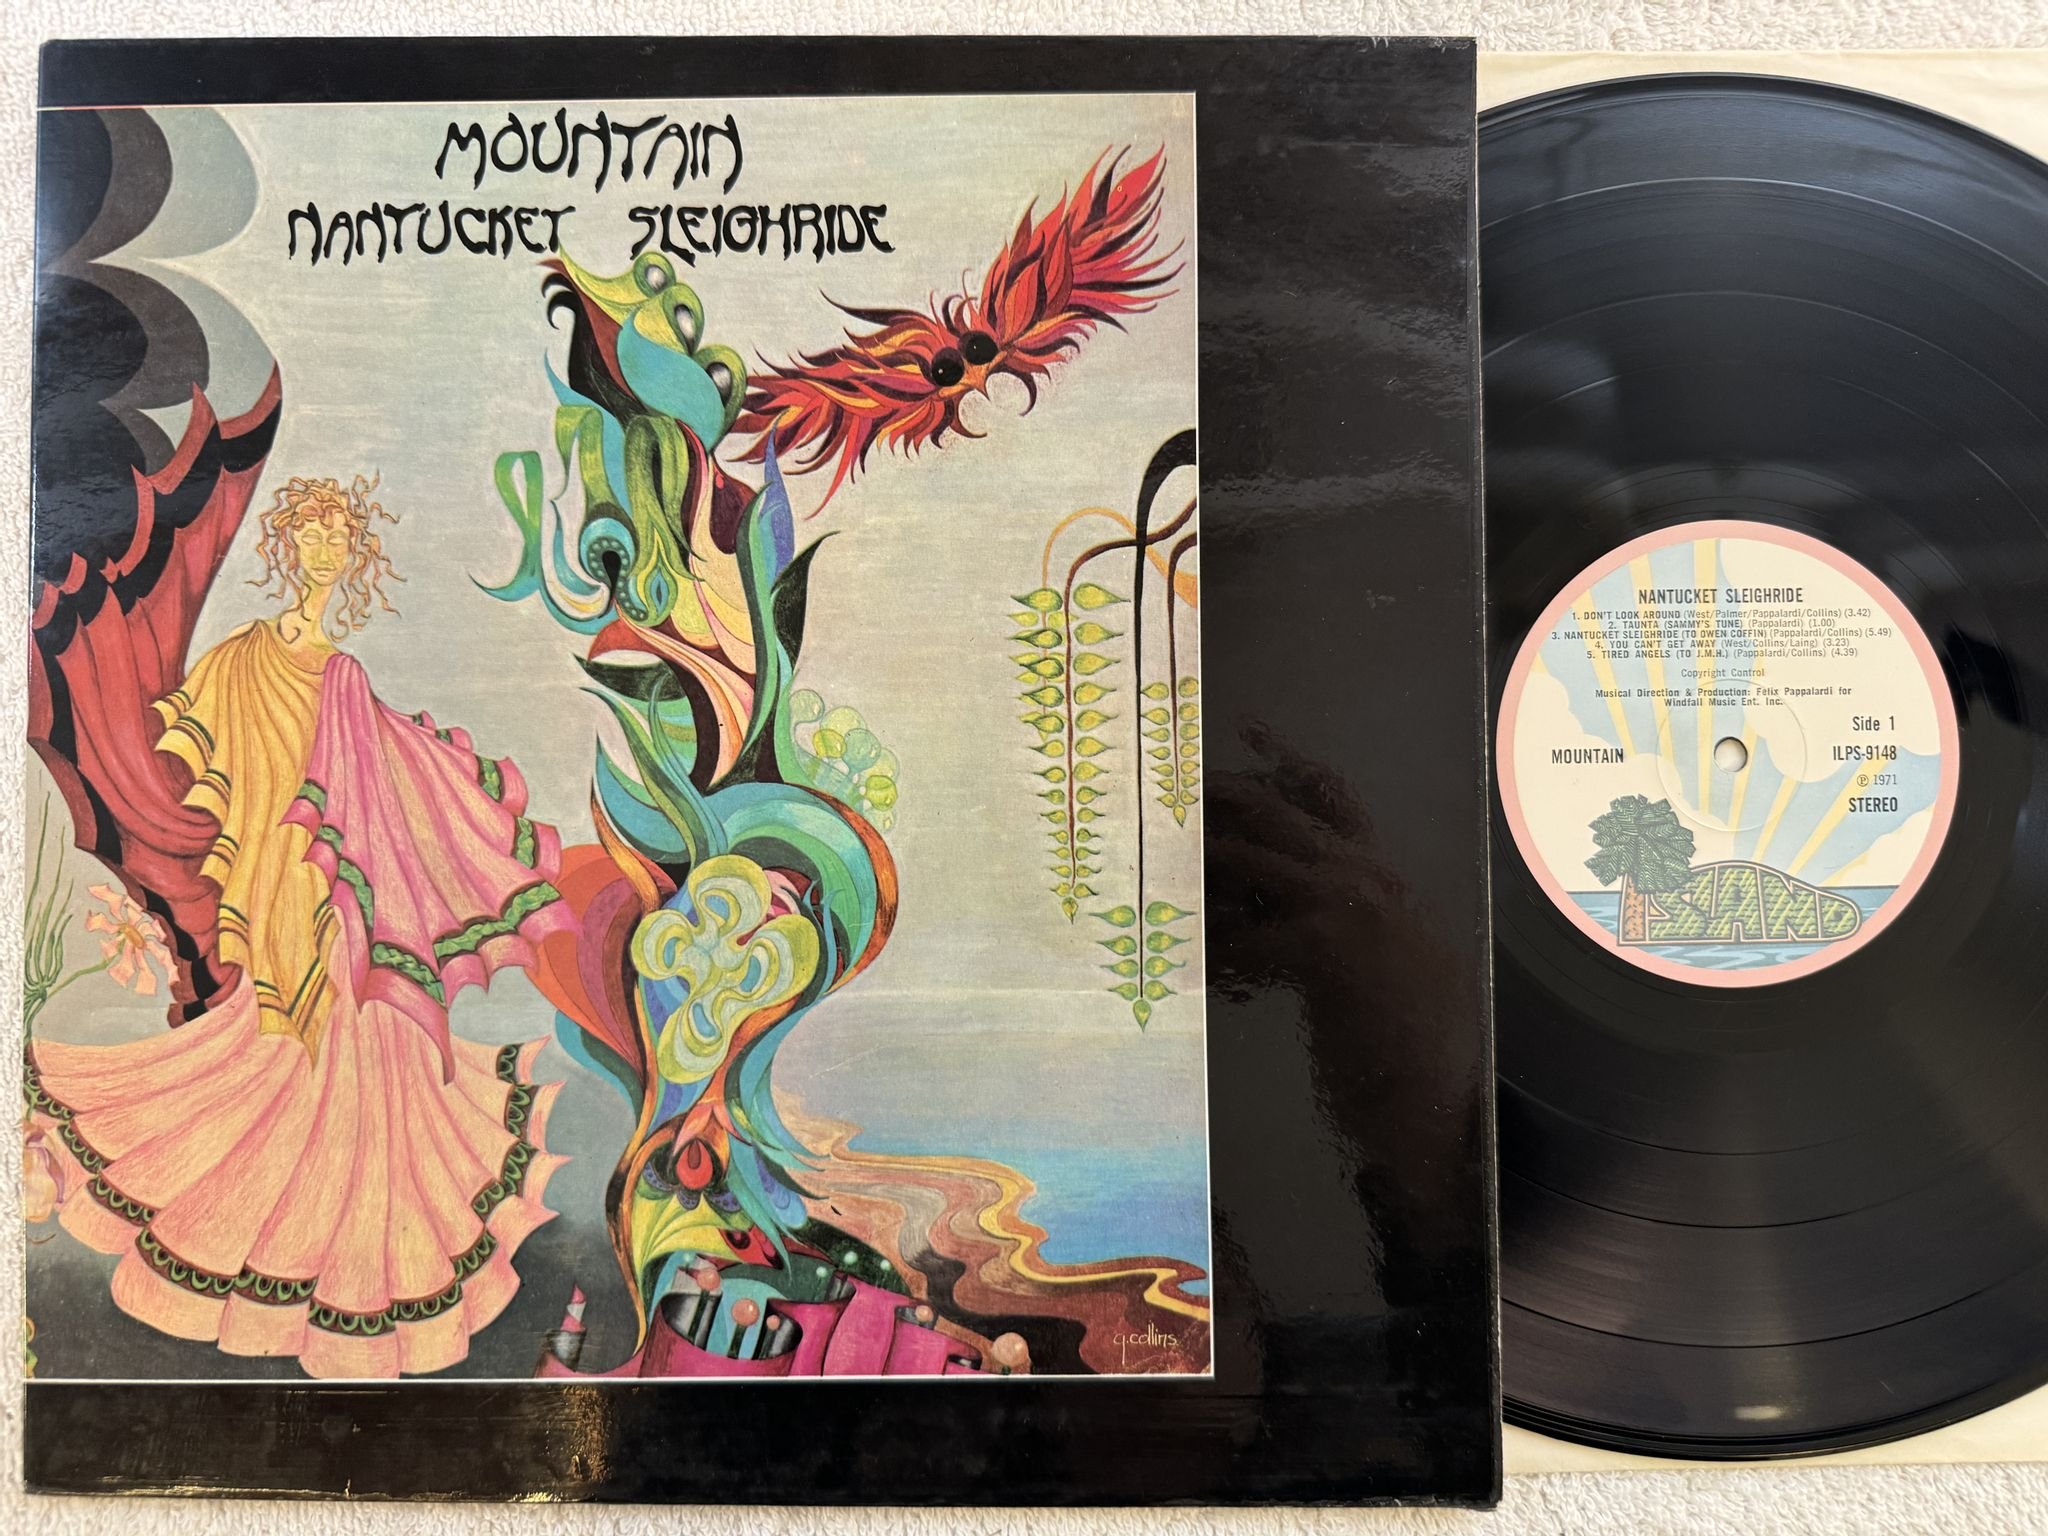 MOUNTAIN
NANTUCKET SLEIGHRIDE
g.collins
NANTUCKET SLEIGHRIDE
1. DON'T LOOK AROUND (West/Palmer/Pappalardi/Collins) (3.42)
2. TAUNTA (SAMMY'S TUNE) (Pappalardi) (1.00)
3. NANTUCKET SLEIGHRIDE (TO OWEN COFFIN) (Pappalardi/Collins) (5.49)
4. YOU CAN'T GET AWAY (West/Collins/Laing) (3.23)
5. TIRED ANGELS (TO J.M.H.) (Pappalardi/Collins) (4.39)
Copyright Control
Musical Direction & Production: Felix Pappalardi for
Windfall Music Ent. Inc.
Side 1
MOUNTAIN
ILPS-9148
℗ 1971
STEREO
ISLAND